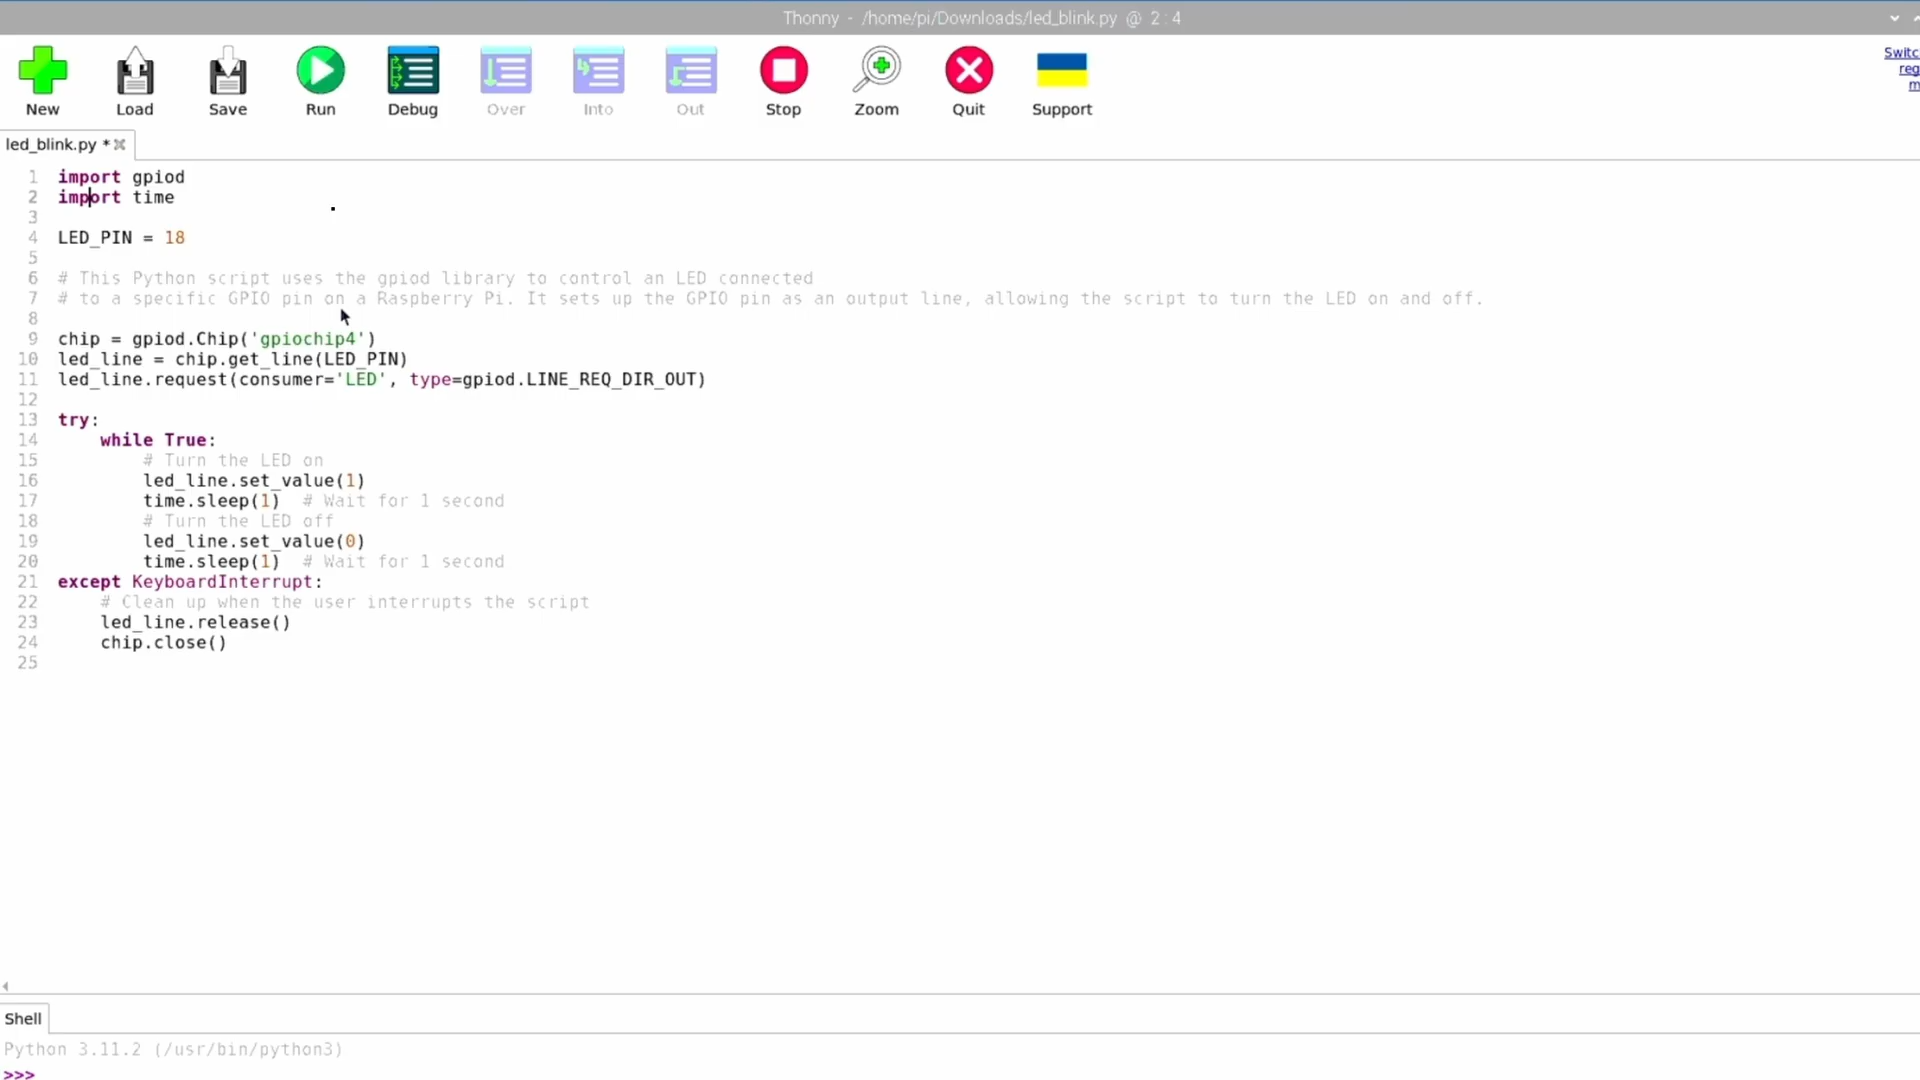 Thonny - /home/pi/Downloads/led_blink.py @ 2:4
New Load Save Run Debug Over Into Out Stop Zoom Quit Support
led_blink.py *
1 import gpiod
2 import time
3
4 LED_PIN = 18
5
6 # This Python script uses the gpiod library to control an LED connected
7 # to a specific GPIO pin on a Raspberry Pi. It sets up the GPIO pin as an output line, allowing the script to turn the LED on and off.
8
9 chip = gpiod.Chip('gpiochip4')
10 led_line = chip.get_line(LED_PIN)
11 led_line.request(consumer='LED', type=gpiod.LINE_REQ_DIR_OUT)
12
13 try:
14     while True:
15         # Turn the LED on
16         led_line.set_value(1)
17         time.sleep(1)  # Wait for 1 second
18         # Turn the LED off
19         led_line.set_value(0)
20         time.sleep(1)  # Wait for 1 second
21 except KeyboardInterrupt:
22     # Clean up when the user interrupts the script
23     led_line.release()
24     chip.close()
25
Shell
Python 3.11.2 (/usr/bin/python3)
>>>